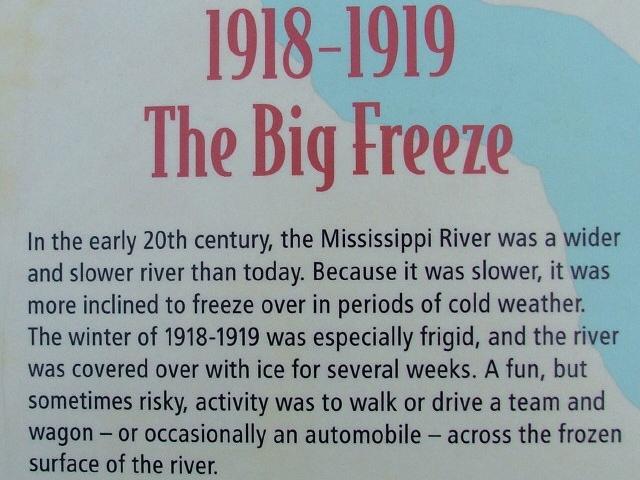 1918–1919
The Big Freeze
In the early 20th century, the Mississippi River was a wider
and slower river than today. Because it was slower, it was
more inclined to freeze over in periods of cold weather.
The winter of 1918-1919 was especially frigid, and the river
was covered over with ice for several weeks. A fun, but
sometimes risky, activity was to walk or drive a team and
wagon – or occasionally an automobile – across the frozen
surface of the river.